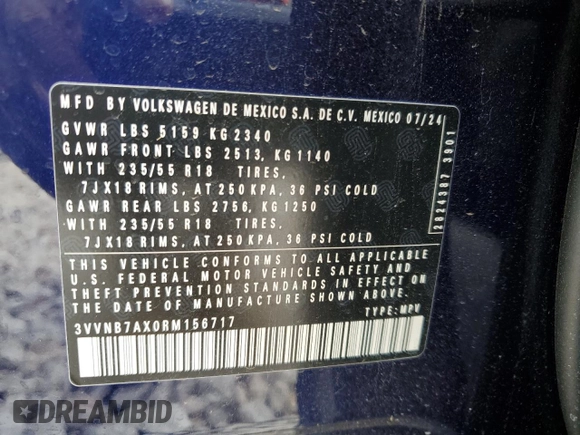 MFD BY VOLKSWAGEN DE MEXICO S.A. DE C.V. MEXICO 07/24
GVWR LBS 5159 KG 2340
GAWR FRONT LBS 2513, KG 1140
WITH 235/55 R18 TIRES,
7JX18 RIMS, AT 250 KPA, 36 PSI COLD
GAWR REAR LBS 2756, KG 1250
WITH 235/55 R18 TIRES,
7JX18 RIMS, AT 250 KPA, 36 PSI COLD
THIS VEHICLE CONFORMS TO ALL APPLICABLE
U.S. FEDERAL MOTOR VEHICLE SAFETY AND
THEFT PREVENTION STANDARDS IN EFFECT ON
THE DATE OF MANUFACTURE SHOWN ABOVE.
TYPE: MPV
3VVNB7AX0RM156717
2824387 3901
DREAMBID